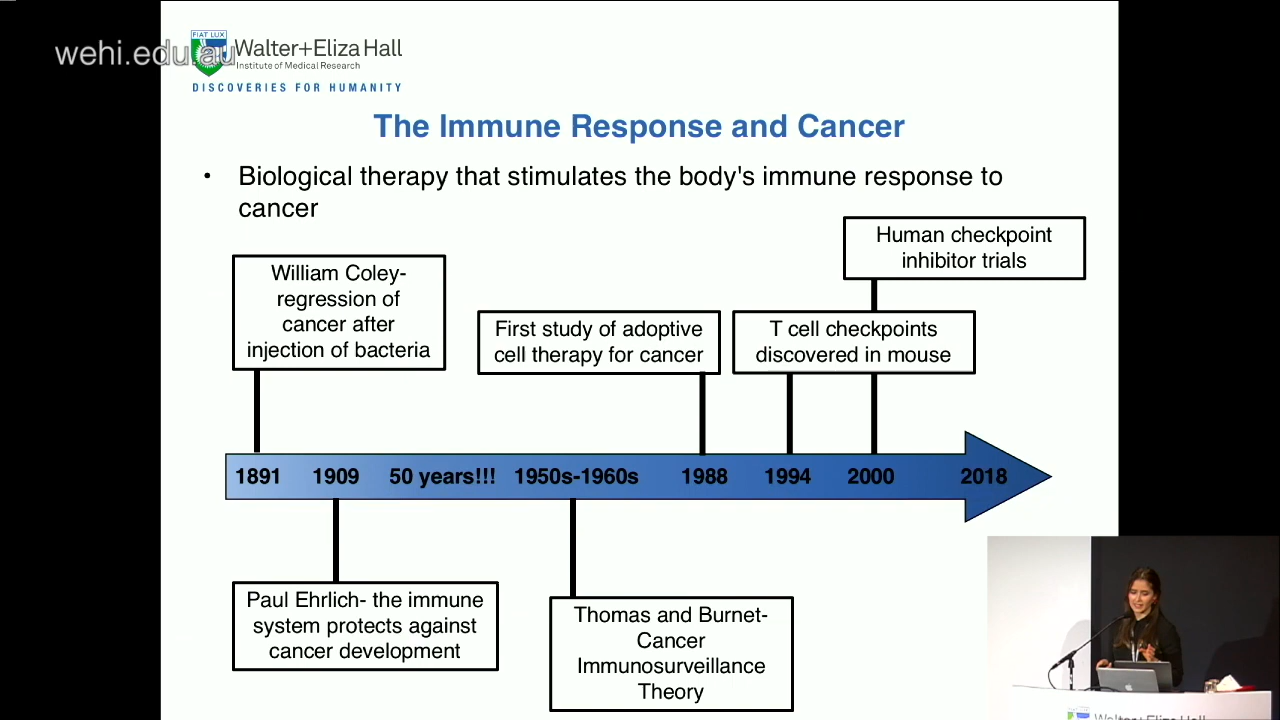 wehi.edu.au
FIAT LUX
Walter+Eliza Hall
Institute of Medical Research
DISCOVERIES FOR HUMANITY
The Immune Response and Cancer
• Biological therapy that stimulates the body's immune response to
cancer
Human checkpoint
inhibitor trials
William Coley-
regression of
cancer after
injection of bacteria
First study of adoptive
cell therapy for cancer
T cell checkpoints
discovered in mouse
1891 1909 50 years!!! 1950s-1960s 1988 1994 2000 2018
Paul Ehrlich- the immune
system protects against
cancer development
Thomas and Burnet-
Cancer
Immunosurveillance
Theory
Walter+Eliza Hall